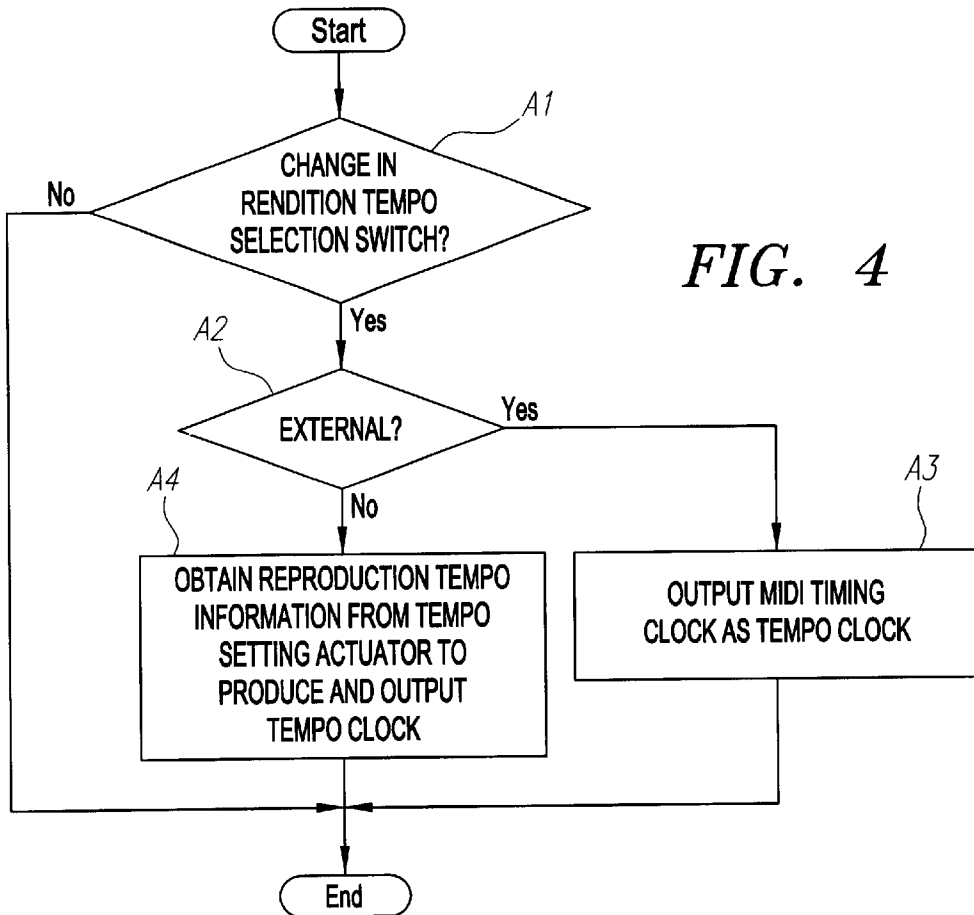 Start
A1
CHANGE IN
RENDITION TEMPO
SELECTION SWITCH?
No
FIG. 4
Yes
A2
EXTERNAL?
Yes
A4
No
A3
OBTAIN REPRODUCTION TEMPO
INFORMATION FROM TEMPO
SETTING ACTUATOR TO
PRODUCE AND OUTPUT
TEMPO CLOCK
OUTPUT MIDI TIMING
CLOCK AS TEMPO CLOCK
End